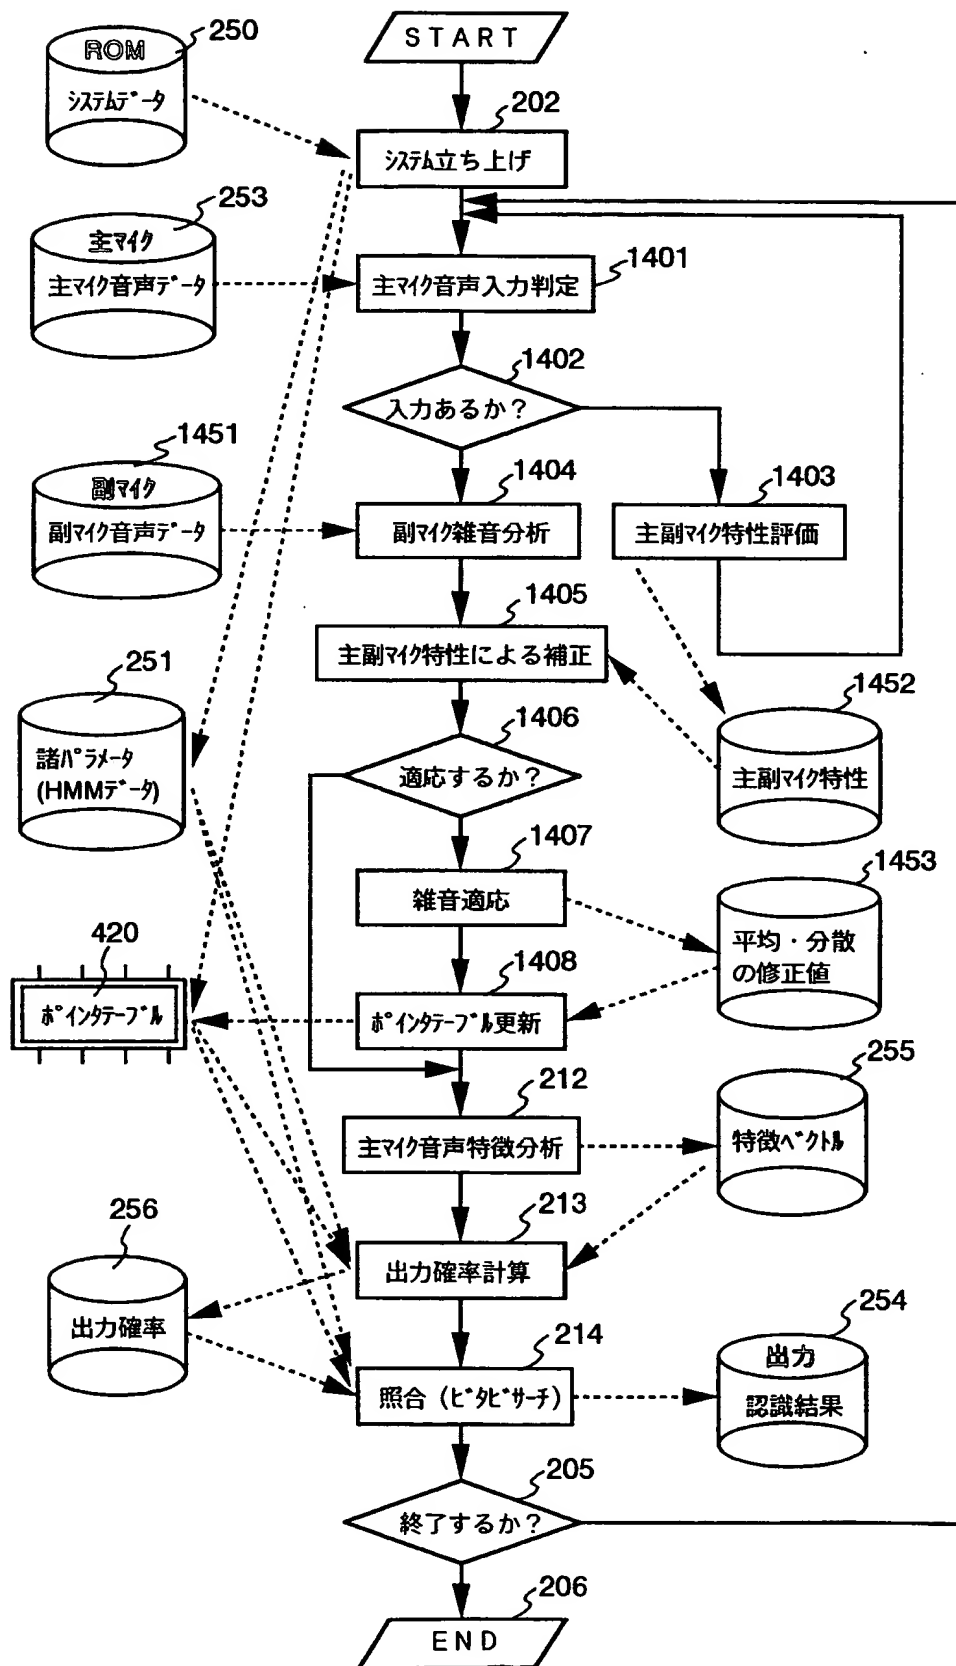 START
250
ROM
システムデータ
202
システム立ち上げ
253
主マイク
主マイク音声データ
1401
主マイク音声入力判定
1402
入力あるか？
1451
副マイク
副マイク音声データ
1404
副マイク雑音分析
1403
主副マイク特性評価
1405
主副マイク特性による補正
251
諸パラメータ
(HMMデータ)
1406
適応するか？
1452
主副マイク特性
1407
雑音適応
1453
平均・分散
の修正値
420
ポインタテーブル
1408
ポインタテーブル更新
212
主マイク音声特徴分析
255
特徴ベクトル
213
出力確率計算
256
出力確率
214
照合（ビタビサーチ）
254
出力
認識結果
205
終了するか？
206
END